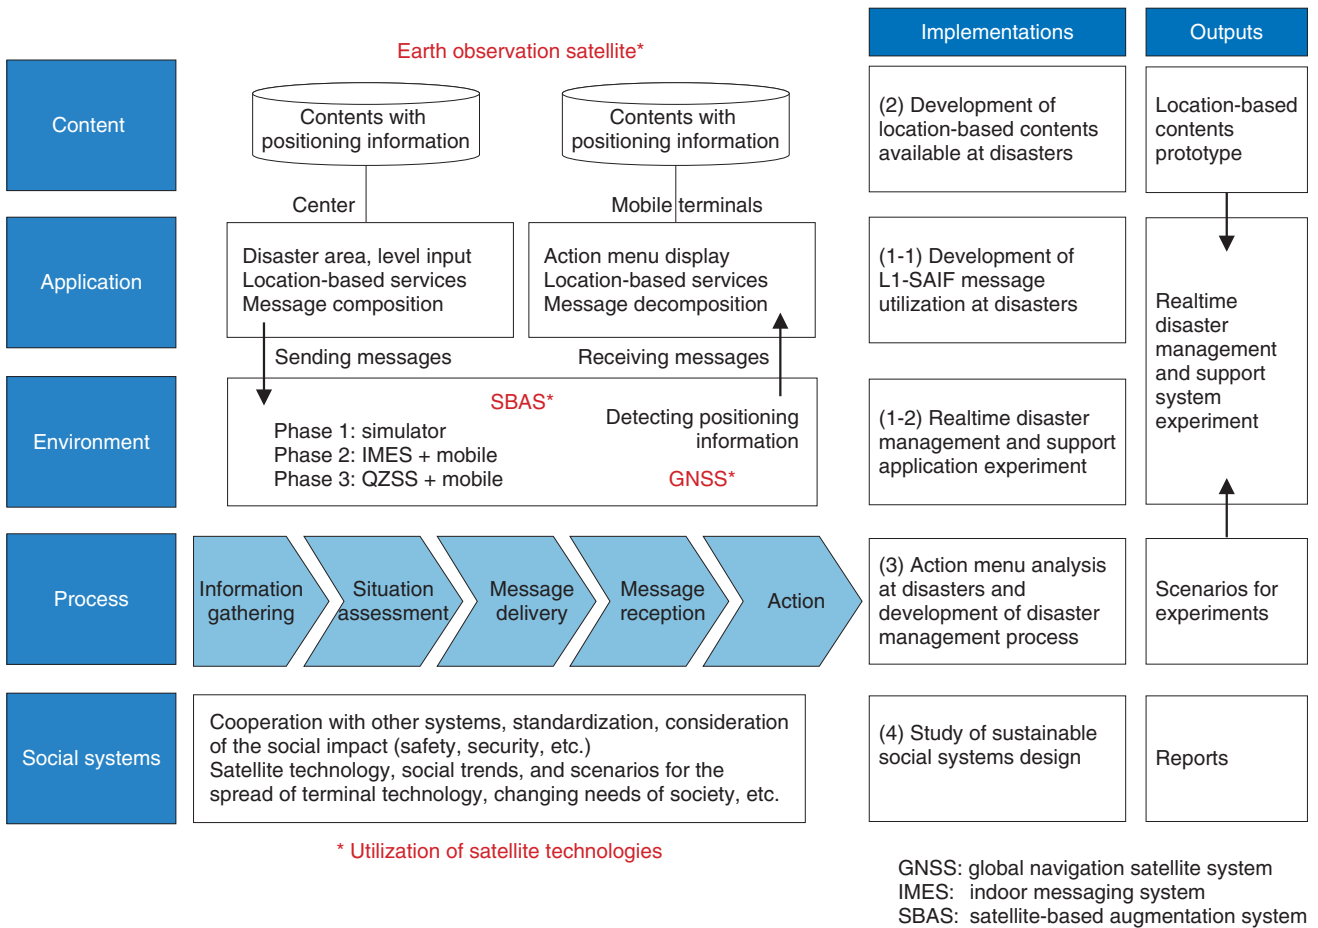 Implementations
Outputs
Earth observation satellite*
Content
Contents with
positioning information
Contents with
positioning information
(2) Development of
location-based contents
available at disasters
Location-based
contents
prototype
Center
Mobile terminals
Application
Disaster area, level input
Location-based services
Message composition
Action menu display
Location-based services
Message decomposition
(1-1) Development of
L1-SAIF message
utilization at disasters
Realtime
disaster
management
and support
system
experiment
Sending messages
Receiving messages
Environment
SBAS*
Phase 1: simulator
Phase 2: IMES + mobile
Phase 3: QZSS + mobile
Detecting positioning
information
GNSS*
(1-2) Realtime disaster
management and support
application experiment
Process
Information
gathering
Situation
assessment
Message
delivery
Message
reception
Action
(3) Action menu analysis
at disasters and
development of disaster
management process
Scenarios for
experiments
Social systems
Cooperation with other systems, standardization, consideration
of the social impact (safety, security, etc.)
Satellite technology, social trends, and scenarios for the
spread of terminal technology, changing needs of society, etc.
(4) Study of sustainable
social systems design
Reports
* Utilization of satellite technologies
GNSS: global navigation satellite system
IMES: indoor messaging system
SBAS: satellite-based augmentation system